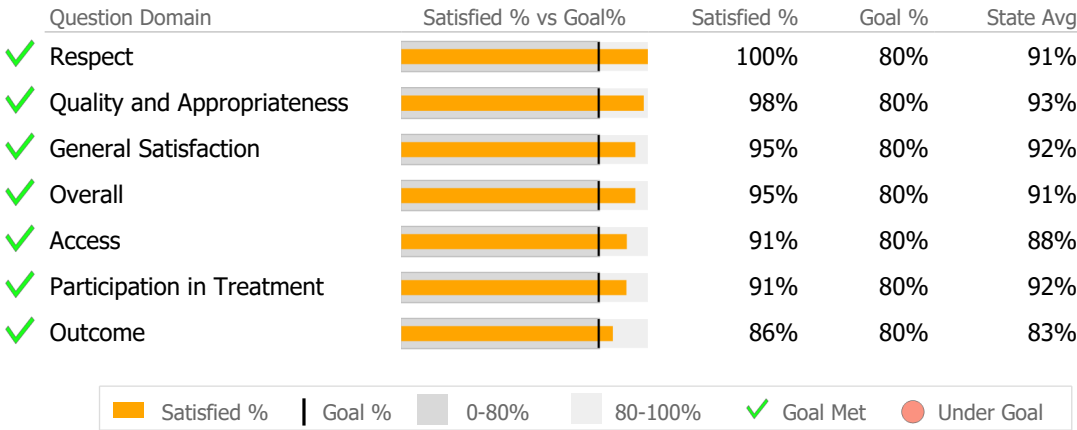 Question Domain Satisfied % vs Goal% Satisfied % Goal % State Avg
Respect 100% 80% 91%
Quality and Appropriateness 98% 80% 93%
General Satisfaction 95% 80% 92%
Overall 95% 80% 91%
Access 91% 80% 88%
Participation in Treatment 91% 80% 92%
Outcome 86% 80% 83%
Satisfied % Goal % 0-80% 80-100% Goal Met Under Goal